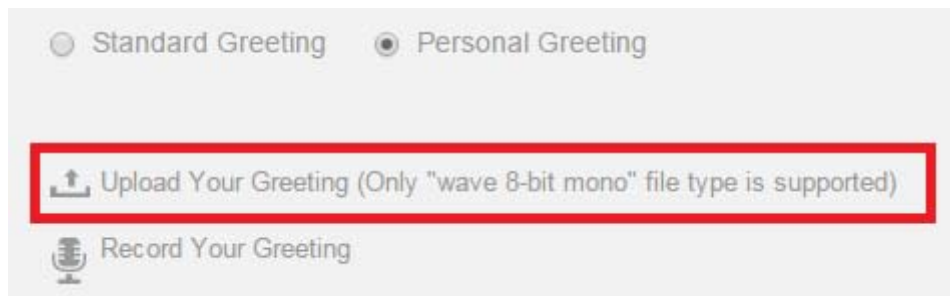 Standard Greeting Personal Greeting
Upload Your Greeting (Only "wave 8-bit mono" file type is supported)
Record Your Greeting